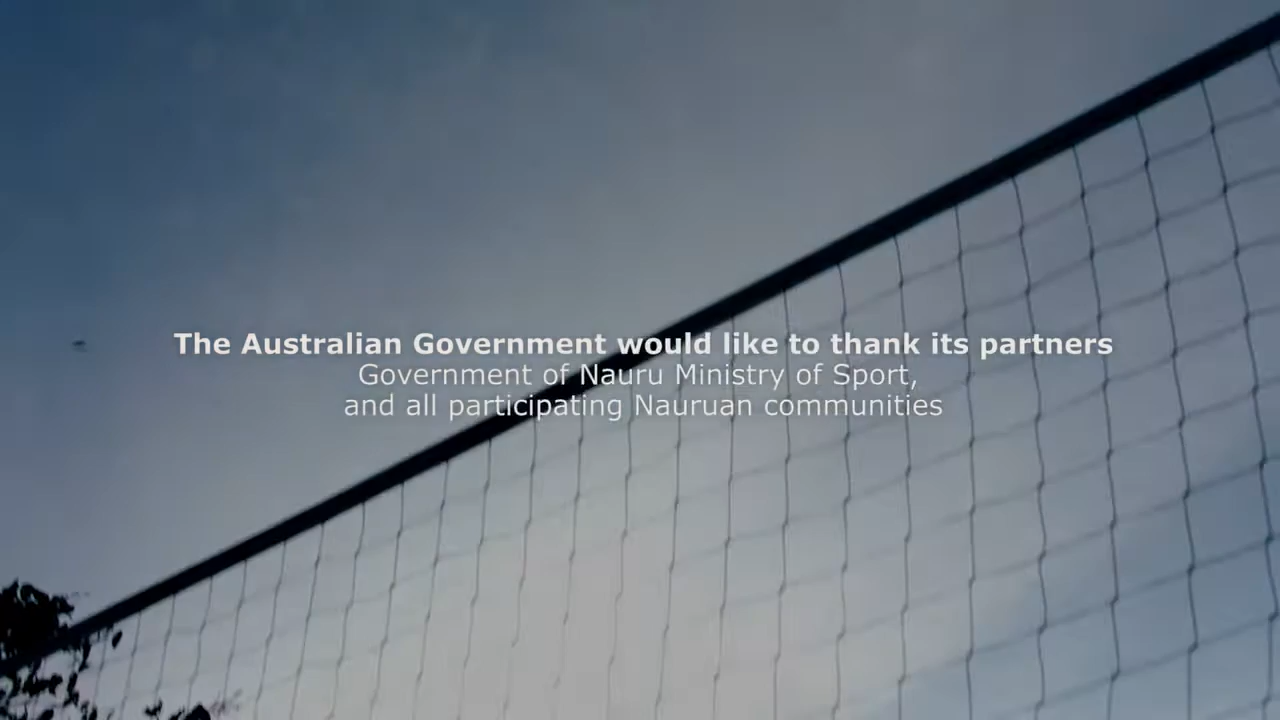 The Australian Government would like to thank its partners
Government of Nauru Ministry of Sport,
and all participating Nauruan communities